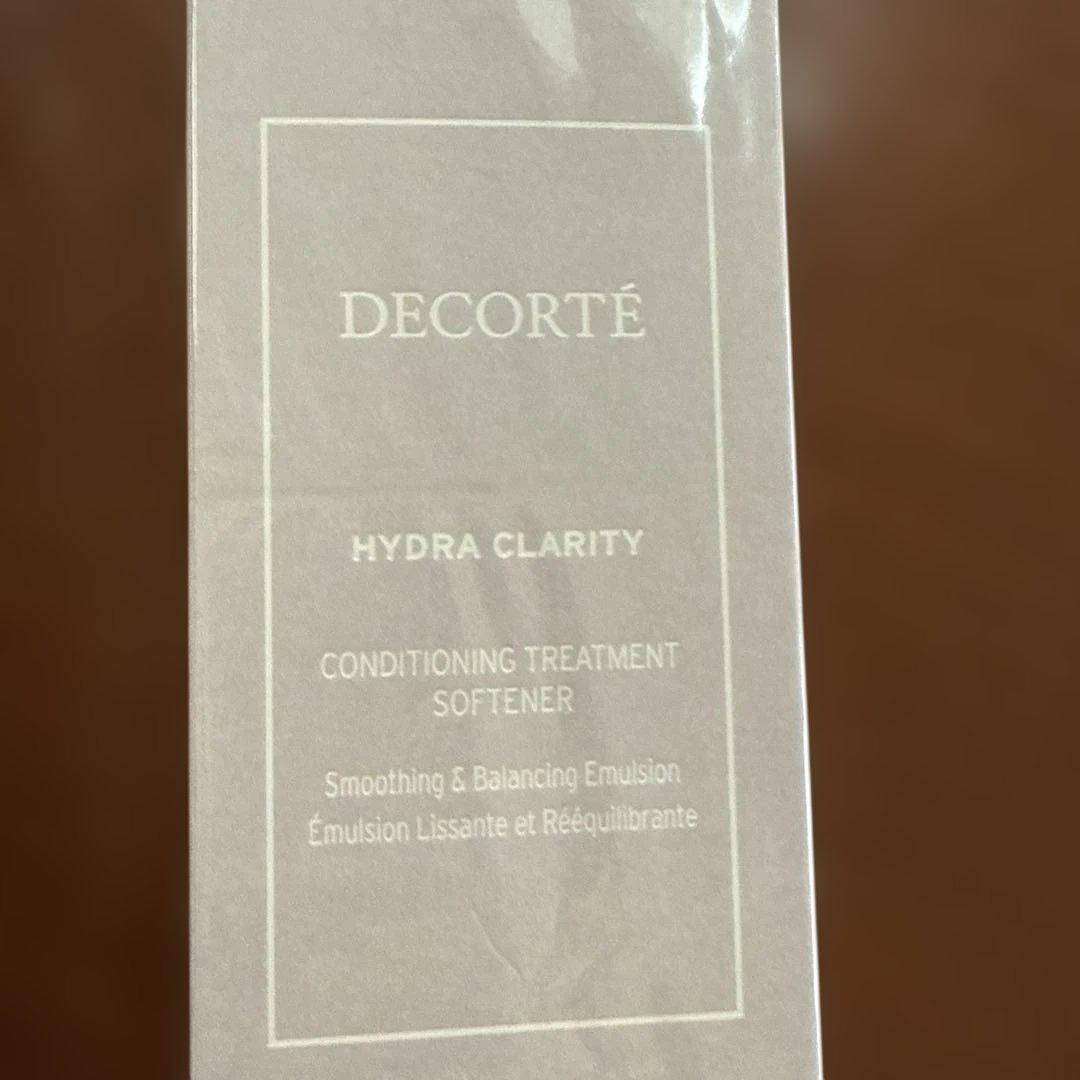 DECORTÉ
HYDRA CLARITY
CONDITIONING TREATMENT
SOFTENER
Smoothing & Balancing Emulsion
Émulsion Lissante et Rééquilibrante